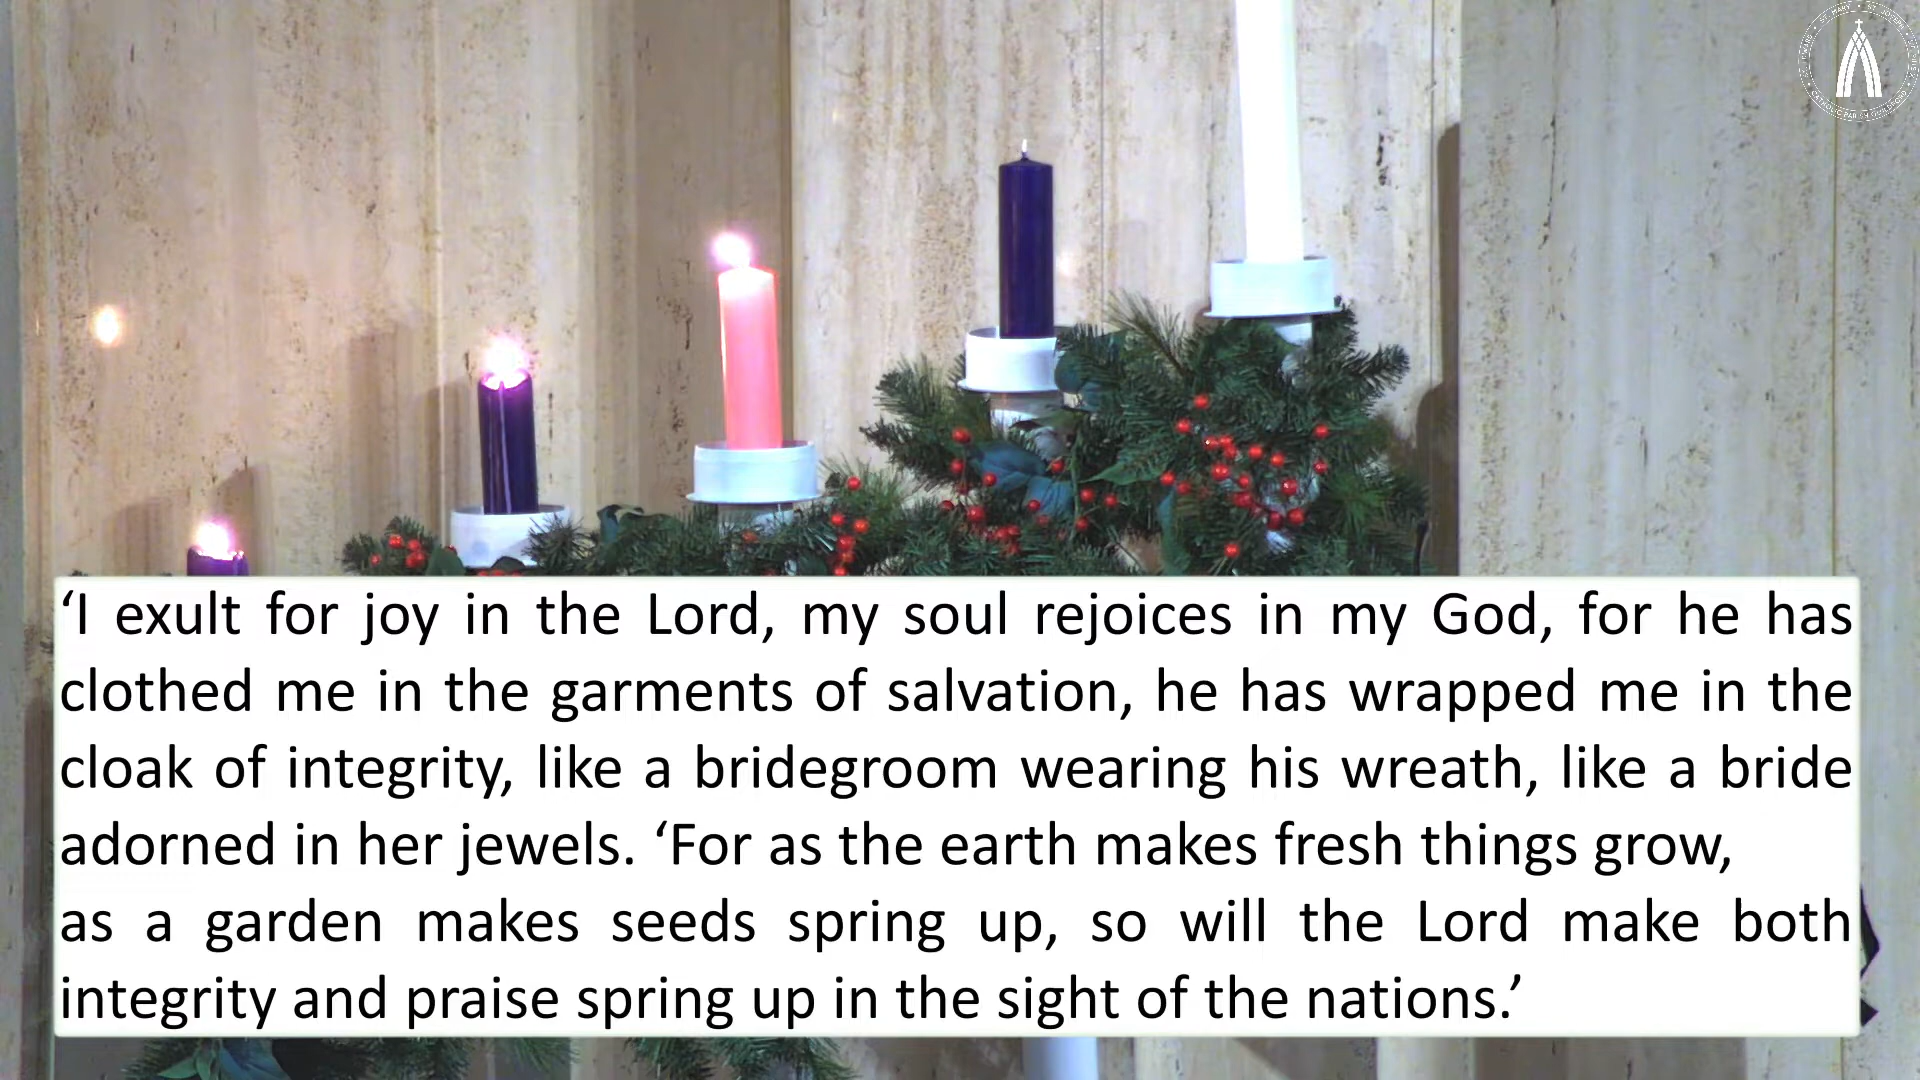 ‘I exult for joy in the Lord, my soul rejoices in my God, for he has
clothed me in the garments of salvation, he has wrapped me in the
cloak of integrity, like a bridegroom wearing his wreath, like a bride
adorned in her jewels. ‘For as the earth makes fresh things grow,
as a garden makes seeds spring up, so will the Lord make both
integrity and praise spring up in the sight of the nations.’